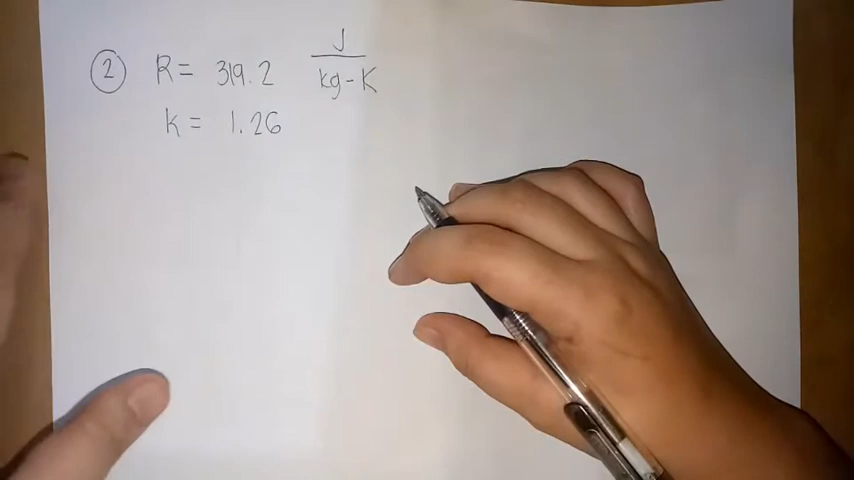 ② R = 319.2 J/kg-K
k = 1.26